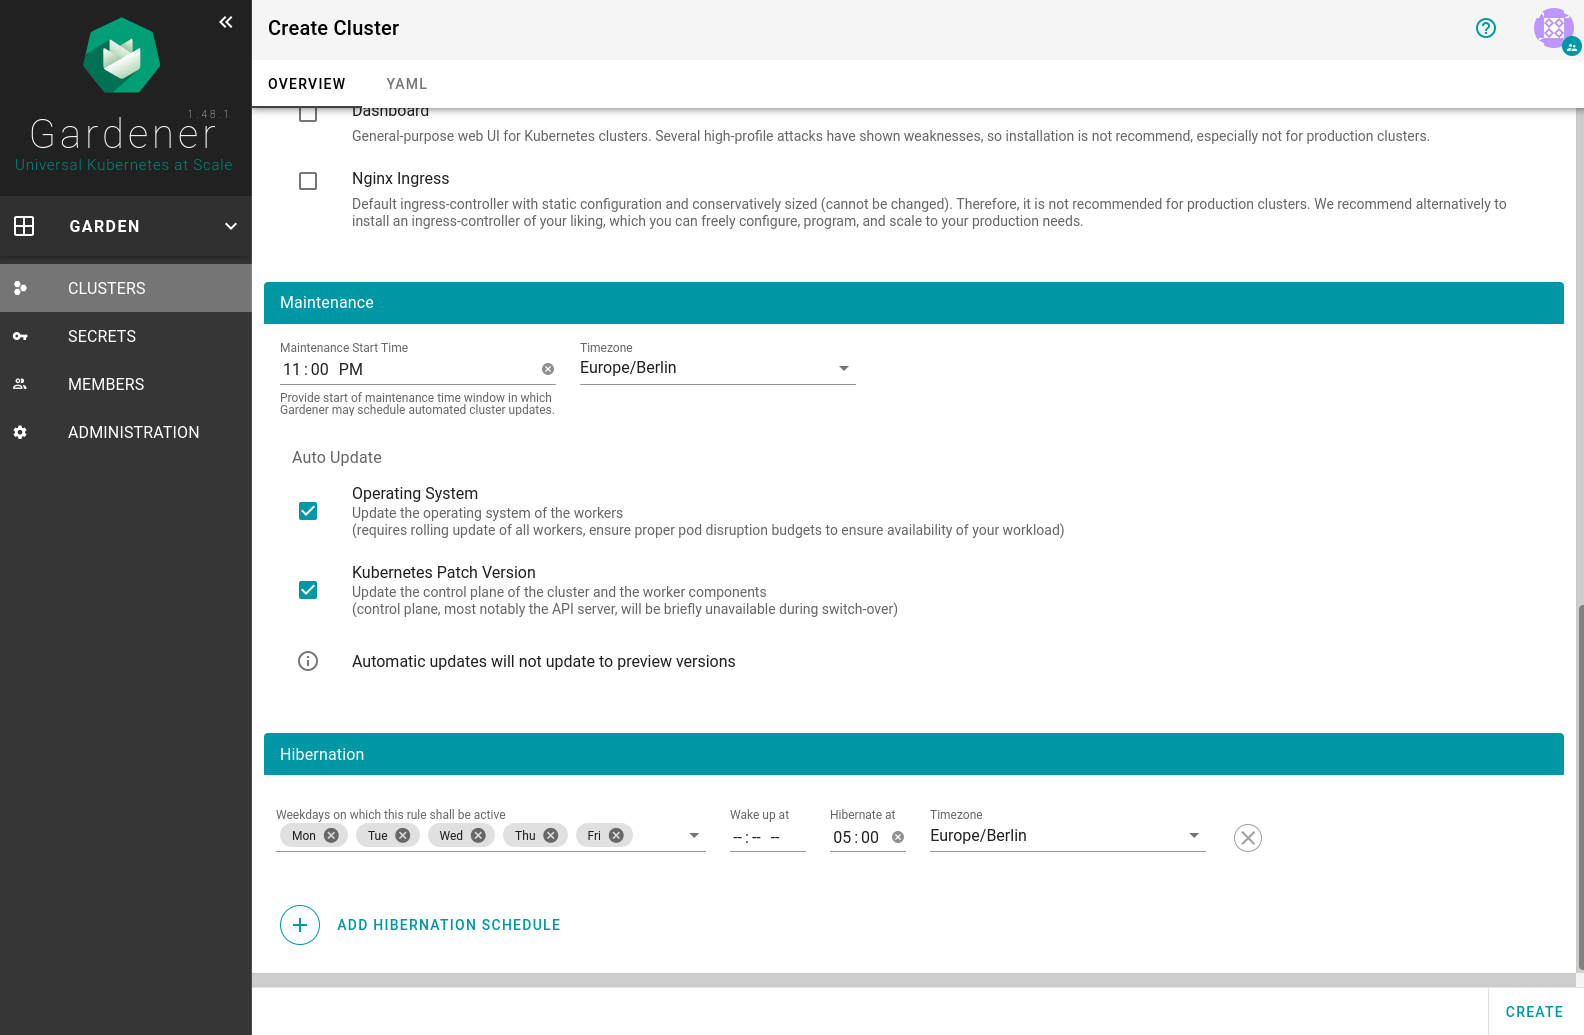 Create Cluster
1.48.1
Gardener
Universal Kubernetes at Scale
GARDEN
CLUSTERS
SECRETS
MEMBERS
ADMINISTRATION
OVERVIEW YAML
Dashboard
General-purpose web UI for Kubernetes clusters. Several high-profile attacks have shown weaknesses, so installation is not recommend, especially not for production clusters.
Nginx Ingress
Default ingress-controller with static configuration and conservatively sized (cannot be changed). Therefore, it is not recommended for production clusters. We recommend alternatively to
install an ingress-controller of your liking, which you can freely configure, program, and scale to your production needs.
Maintenance
Maintenance Start Time
11:00 PM
Provide start of maintenance time window in which
Gardener may schedule automated cluster updates.
Timezone
Europe/Berlin
Auto Update
Operating System
Update the operating system of the workers
(requires rolling update of all workers, ensure proper pod disruption budgets to ensure availability of your workload)
Kubernetes Patch Version
Update the control plane of the cluster and the worker components
(control plane, most notably the API server, will be briefly unavailable during switch-over)
Automatic updates will not update to preview versions
Hibernation
Weekdays on which this rule shall be active
Mon Tue Wed Thu Fri
Wake up at
--:-- --
Hibernate at
05:00
Timezone
Europe/Berlin
ADD HIBERNATION SCHEDULE
CREATE